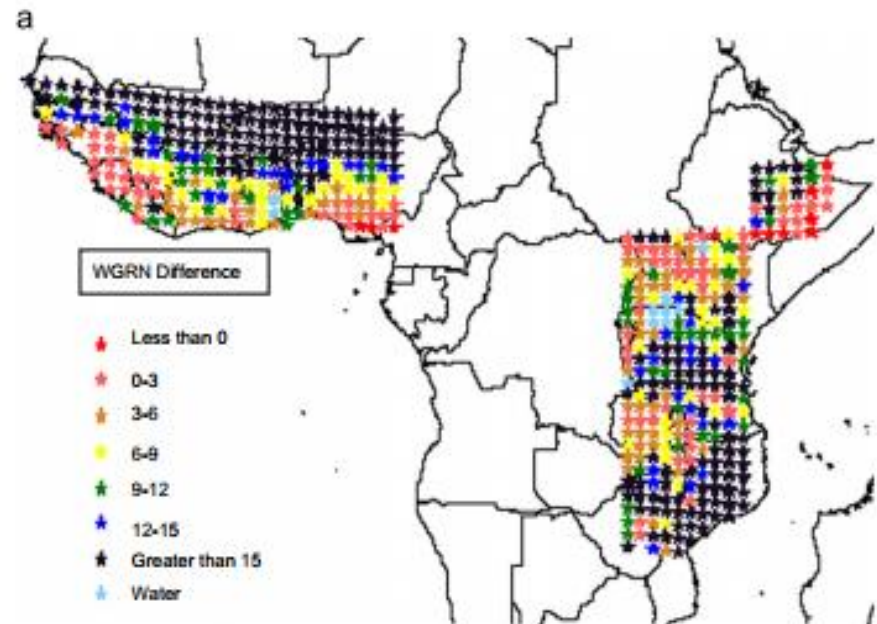 a
WGRN Difference
Less than 0
0-3
3-6
6-9
9-12
12-15
Greater than 15
Water